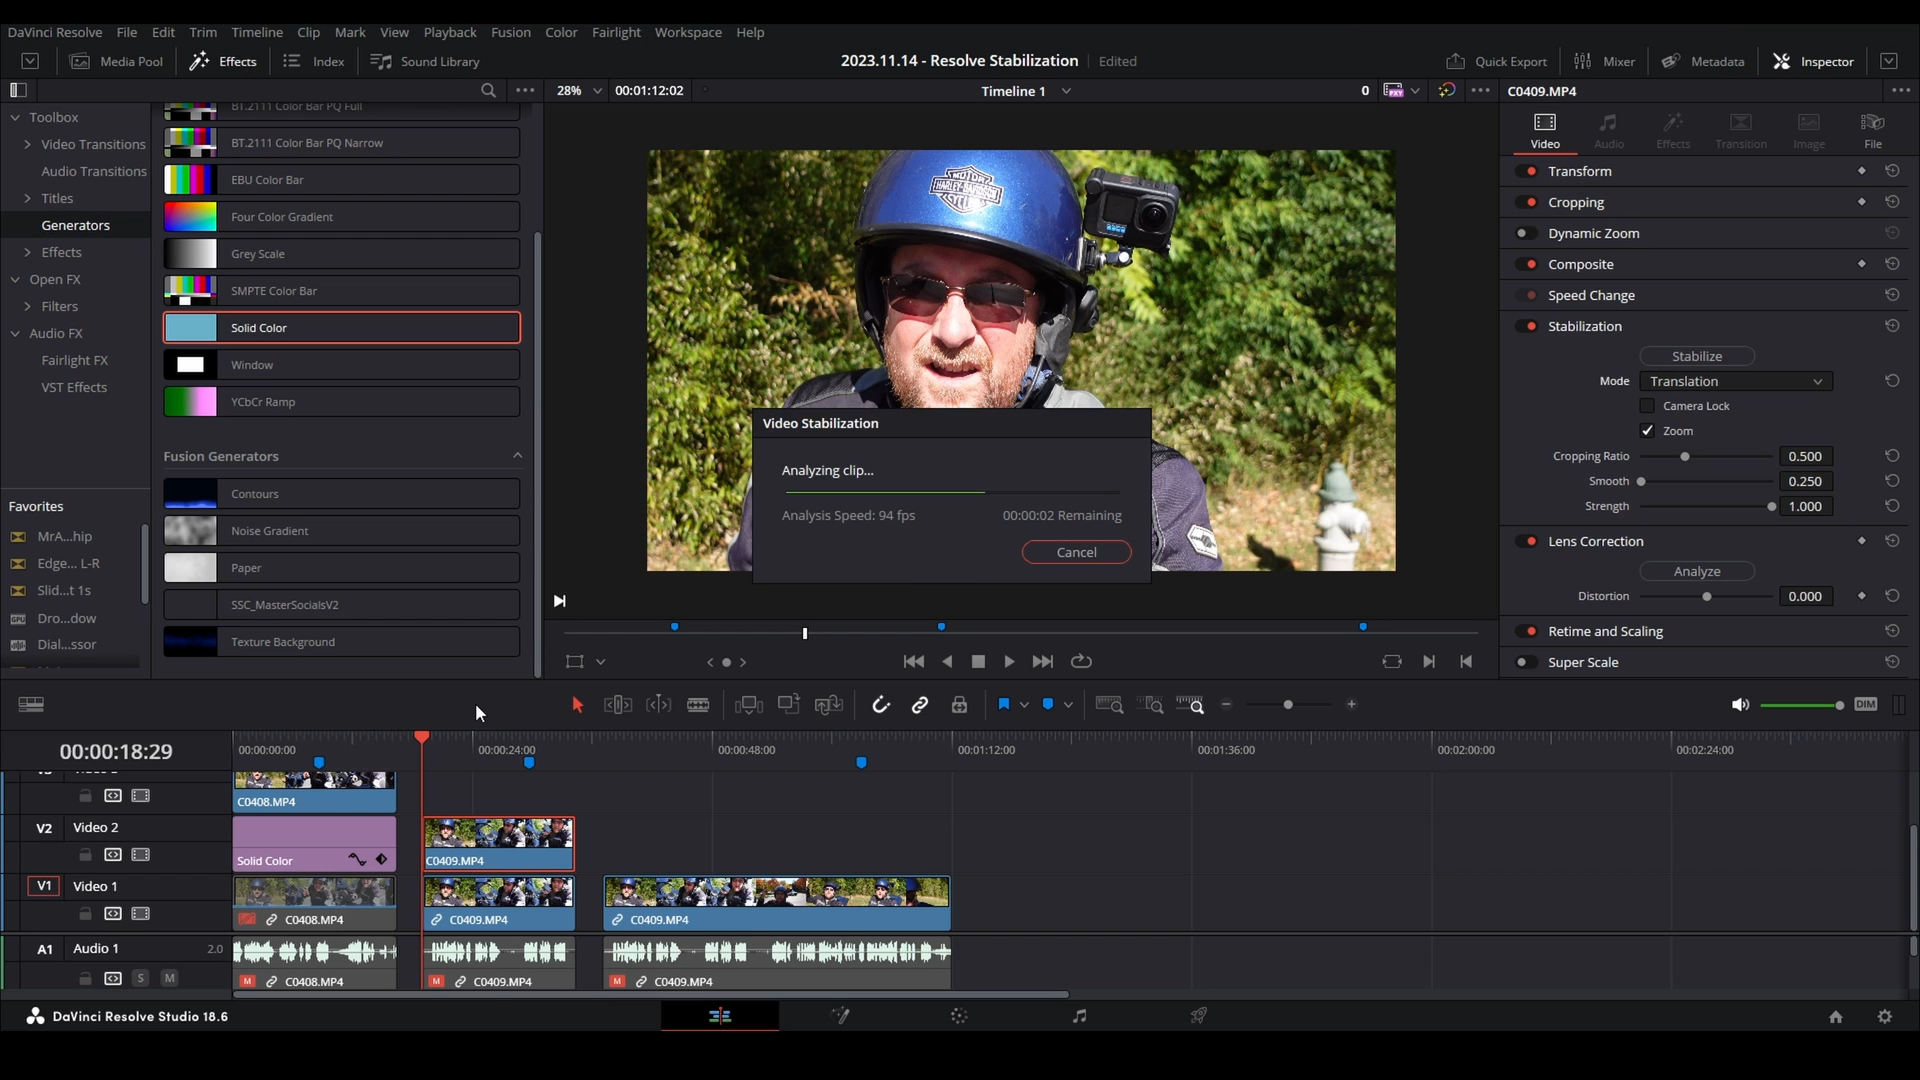 DaVinci Resolve File Edit Trim Timeline Clip Mark View Playback Fusion Color Fairlight Workspace Help
Media Pool Effects Index Sound Library 2023.11.14 - Resolve Stabilization Edited Quick Export Mixer Metadata Inspector
28% 00:01:12:02 Timeline 1 0 C0409.MP4
Toolbox
Video Transitions
Audio Transitions
Titles
Generators
Effects
Open FX
Filters
Audio FX
Fairlight FX
VST Effects
Favorites
MrA...hip
Edge... L-R
Slid...t 1s
Dro...dow
Dial...ssor
BT.2111 Color Bar PQ Full
BT.2111 Color Bar PQ Narrow
EBU Color Bar
Four Color Gradient
Grey Scale
SMPTE Color Bar
Solid Color
Window
YCbCr Ramp
Fusion Generators
Contours
Noise Gradient
Paper
SSC_MasterSocialsV2
Texture Background
MOTOR
HARLEY-DAVIDSON
Video Stabilization
Analyzing clip...
Analysis Speed: 94 fps 00:00:02 Remaining
Cancel
Video Audio Effects Transition Image File
Transform
Cropping
Dynamic Zoom
Composite
Speed Change
Stabilization
Stabilize
Mode Translation
Camera Lock
Zoom
Cropping Ratio 0.500
Smooth 0.250
Strength 1.000
Lens Correction
Analyze
Distortion 0.000
Retime and Scaling
Super Scale
DIM
00:00:18:29 00:00:00:00 00:00:24:00 00:00:48:00 00:01:12:00 00:01:36:00 00:02:00:00 00:02:24:00
C0408.MP4
V2 Video 2
Solid Color C0409.MP4
V1 Video 1
C0408.MP4 C0409.MP4 C0409.MP4
A1 Audio 1 2.0
S M M C0408.MP4 M C0409.MP4 M C0409.MP4
DaVinci Resolve Studio 18.6